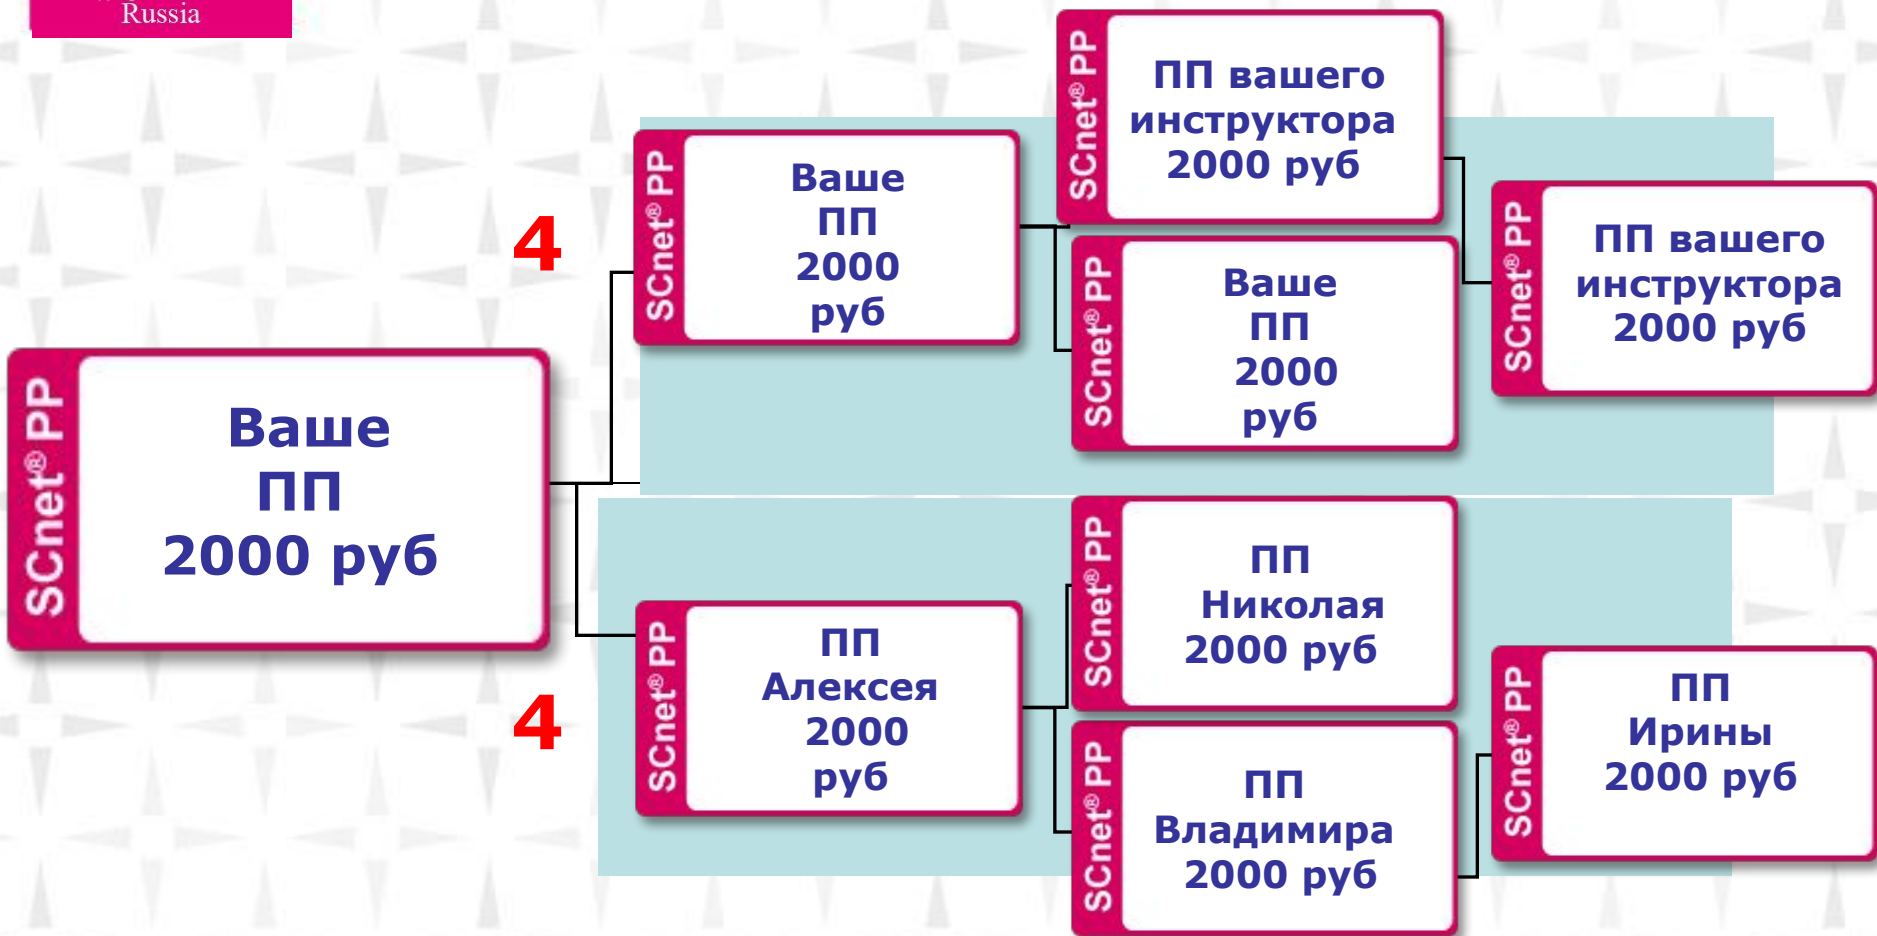 Russia
SCnet® PP
ПП вашего
инструктора
2000 руб
SCnet® PP
Ваше
ПП
2000
руб
4
SCnet® PP
ПП вашего
инструктора
2000 руб
SCnet® PP
Ваше
ПП
2000
руб
SCnet® PP
Ваше
ПП
2000 руб
SCnet® PP
ПП
Николая
2000 руб
SCnet® PP
ПП
Алексея
2000
руб
4
SCnet® PP
ПП
Ирины
2000 руб
SCnet® PP
ПП
Владимира
2000 руб